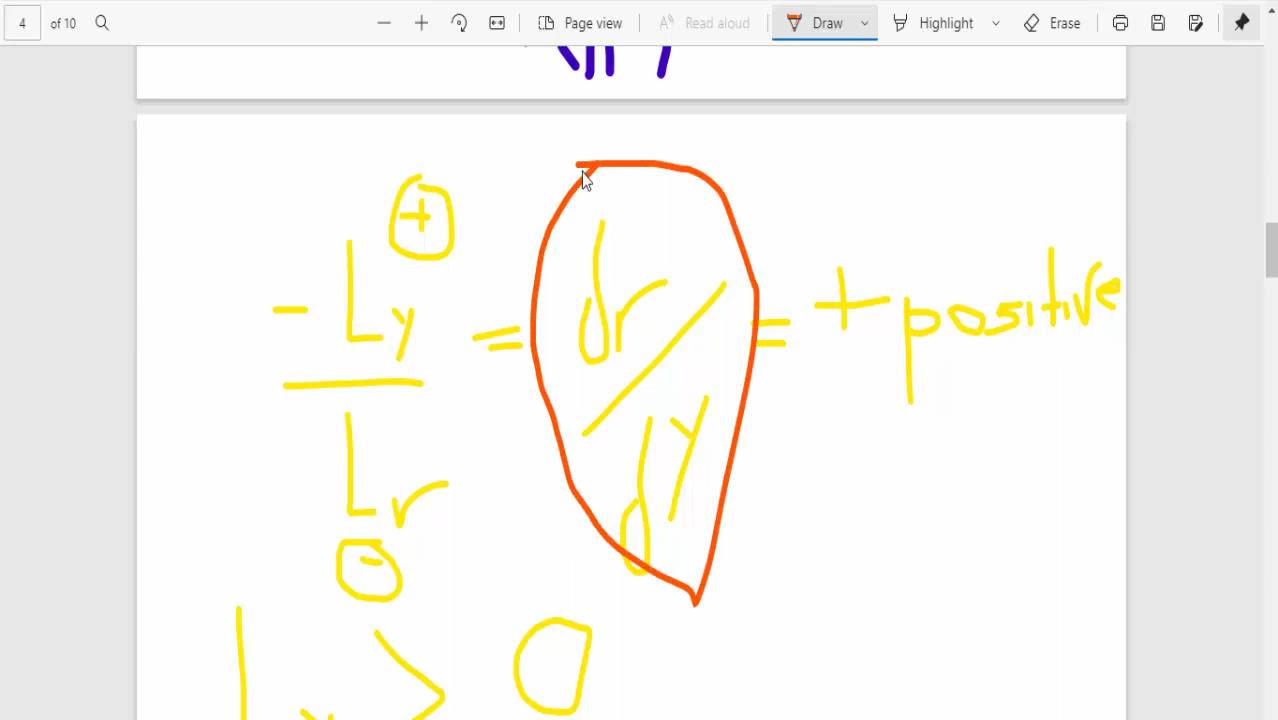 4 of 10 Page view Read aloud Draw Highlight Erase
+
- Ly
Lr
-
=
dr
/
dy
= + positive
Ly > 0